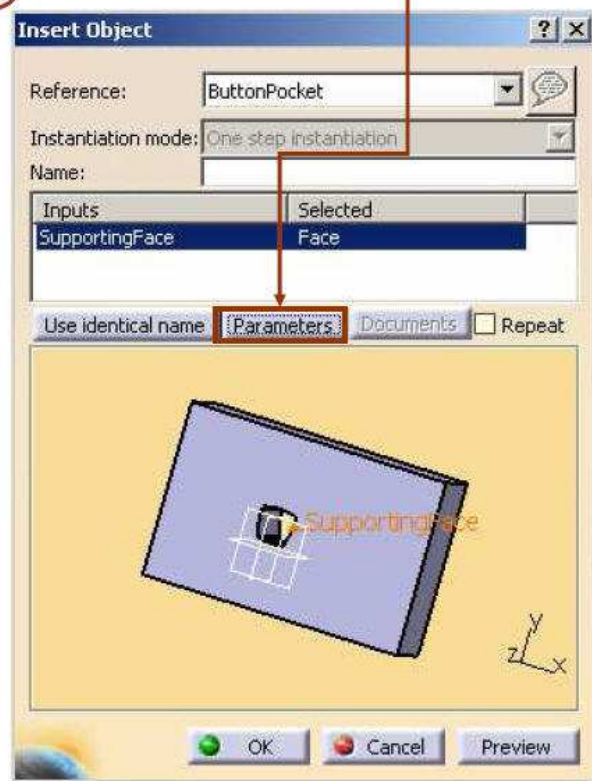 Insert Object
Reference: ButtonPocket
Instantiation mode: One step instantiation
Name:
Inputs Selected
SupportingFace Face
Use identical name Parameters Documents Repeat
SupportingFace
y
z x
OK Cancel Preview